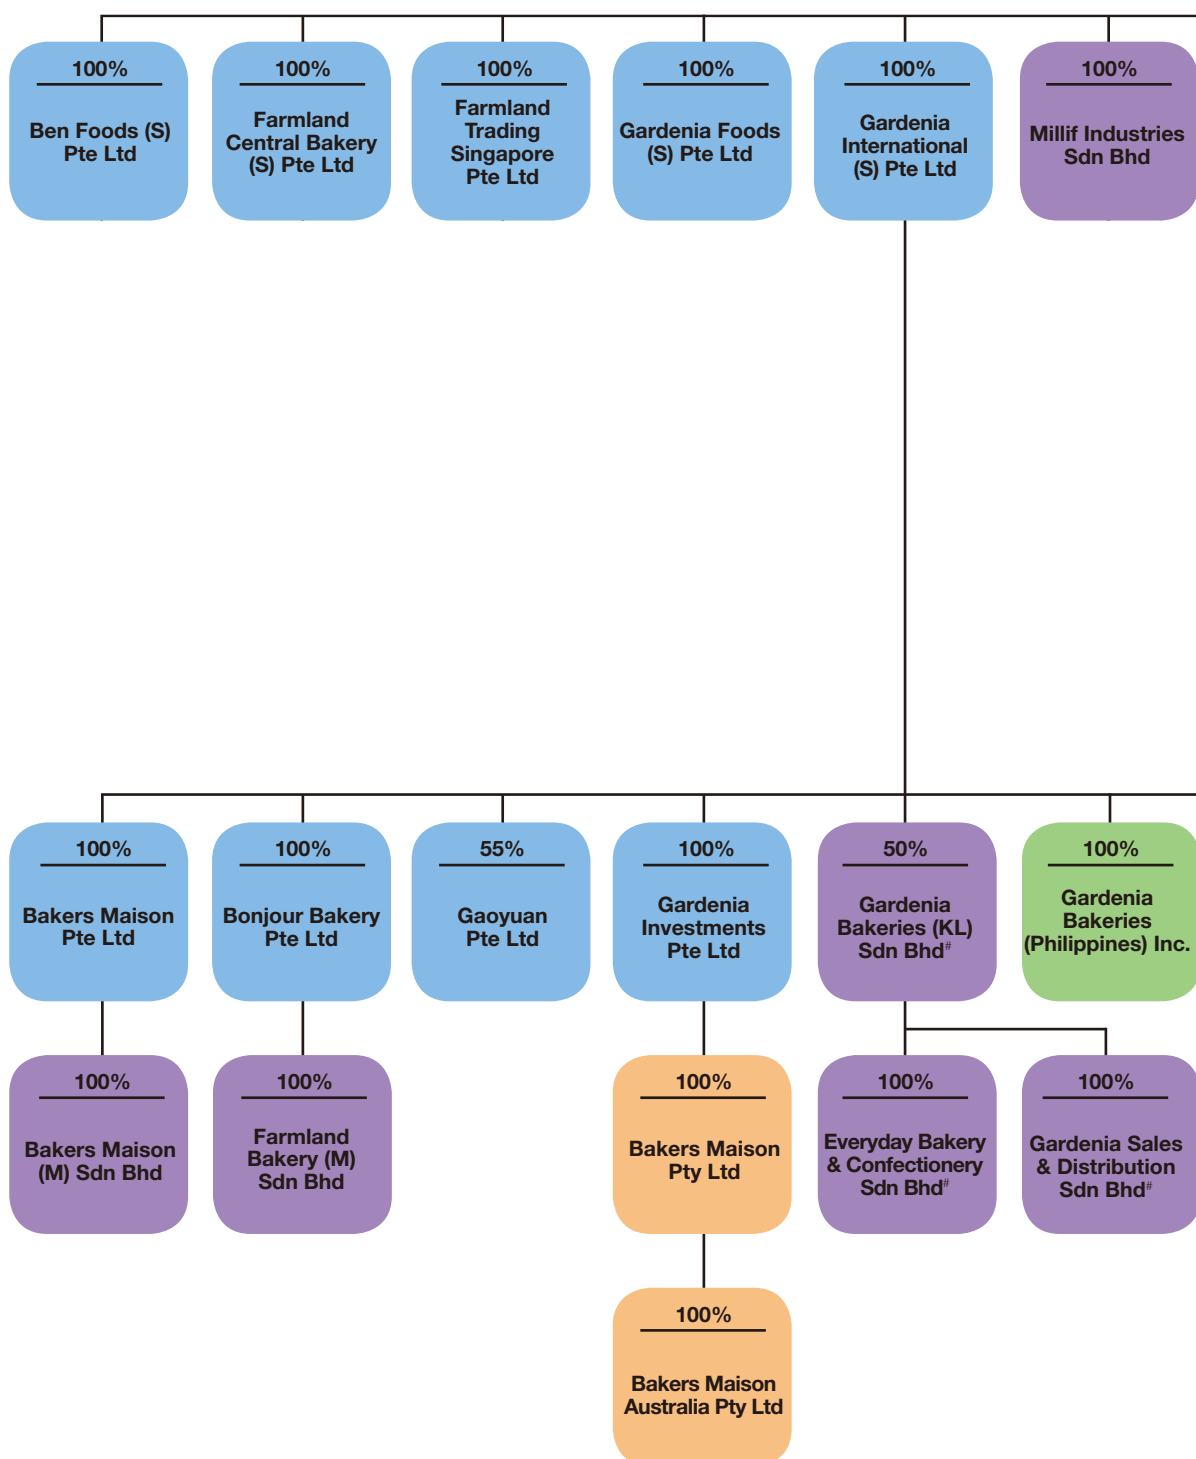 100%
Ben Foods (S)
Pte Ltd
100%
Farmland
Central Bakery
(S) Pte Ltd
100%
Farmland
Trading
Singapore
Pte Ltd
100%
Gardenia Foods
(S) Pte Ltd
100%
Gardenia
International
(S) Pte Ltd
100%
Millif Industries
Sdn Bhd
100%
Bakers Maison
Pte Ltd
100%
Bonjour Bakery
Pte Ltd
55%
Gaoyuan
Pte Ltd
100%
Gardenia
Investments
Pte Ltd
50%
Gardenia
Bakeries (KL)
Sdn Bhd#
100%
Gardenia
Bakeries
(Philippines) Inc.
100%
Bakers Maison
(M) Sdn Bhd
100%
Farmland
Bakery (M)
Sdn Bhd
100%
Bakers Maison
Pty Ltd
100%
Everyday Bakery
& Confectionery
Sdn Bhd#
100%
Gardenia Sales
& Distribution
Sdn Bhd#
100%
Bakers Maison
Australia Pty Ltd